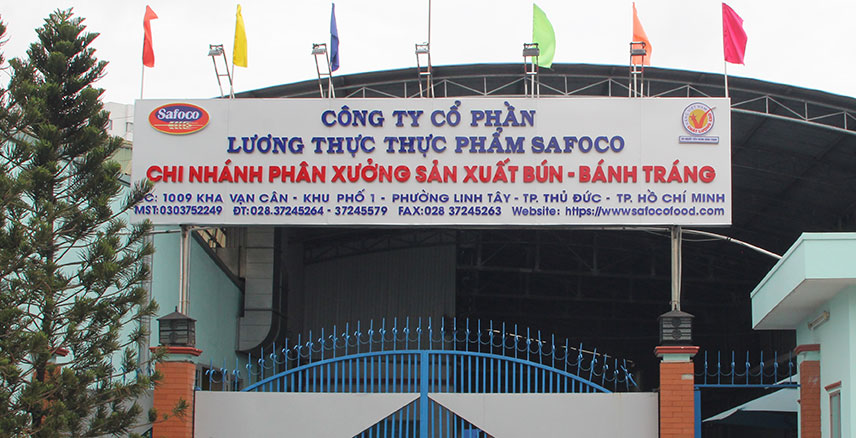 Safoco
CÔNG TY CỔ PHẦN
LƯƠNG THỰC THỰC PHẨM SAFOCO
CHI NHÁNH PHÂN XƯỞNG SẢN XUẤT BÚN - BÁNH TRÁNG
ĐC: 1009 KHA VẠN CÂN - KHU PHỐ 1 - PHƯỜNG LINH TÂY - TP. THỦ ĐỨC - TP. HỒ CHÍ MINH
MST:0303752249 ĐT:028.37245264 - 37245579 FAX:028 37245263 Website: https://www.safocofood.com